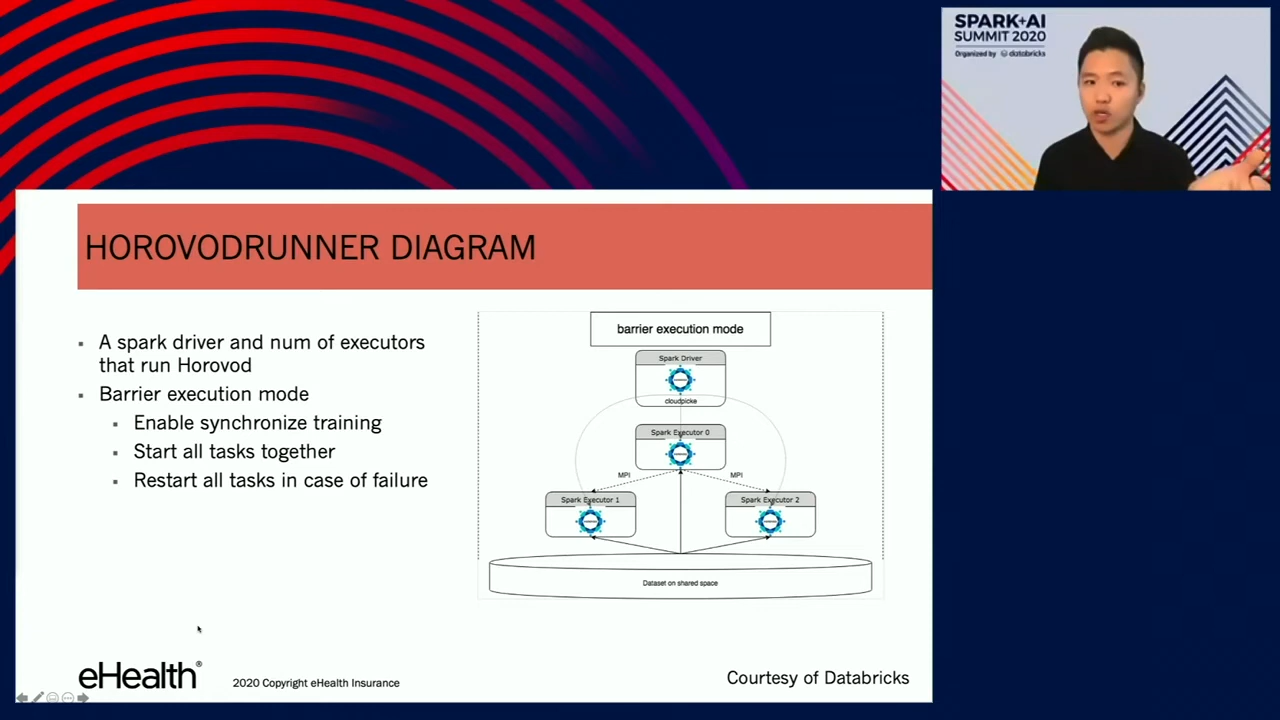 SPARK+AI
SUMMIT 2020
Organized by databricks
HOROVODRUNNER DIAGRAM
A spark driver and num of executors
that run Horovod
Barrier execution mode
Enable synchronize training
Start all tasks together
Restart all tasks in case of failure
barrier execution mode
Spark Driver
cloudpicke
Spark Executor 0
MPI
MPI
Spark Executor 1
Spark Executor 2
Dataset on shared space
eHealth®
2020 Copyright eHealth Insurance
Courtesy of Databricks